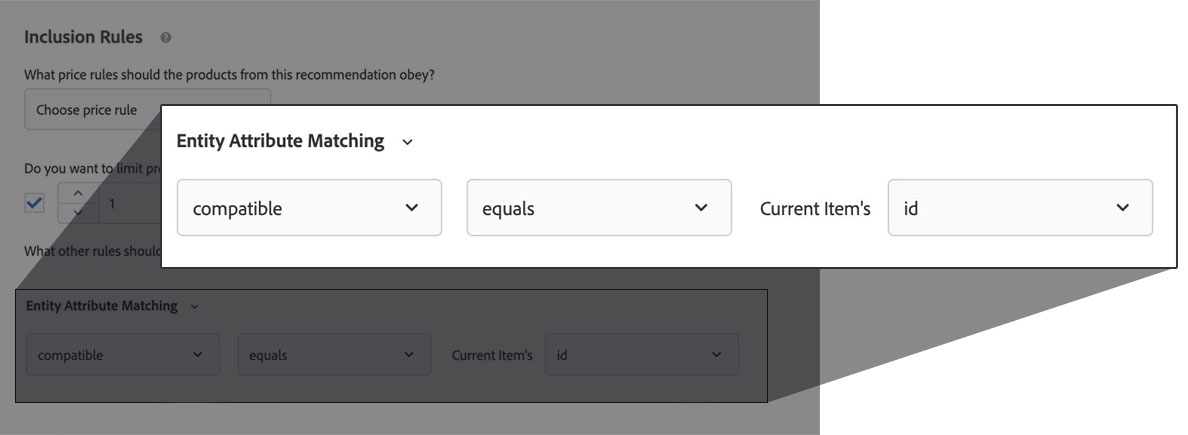 Inclusion Rules
What price rules should the products from this recommendation obey?
Choose price rule
Entity Attribute Matching
compatible equals Current Item's id
Do you want to limit pr
1
What other rules should
Entity Attribute Matching
compatible equals Current Item's id